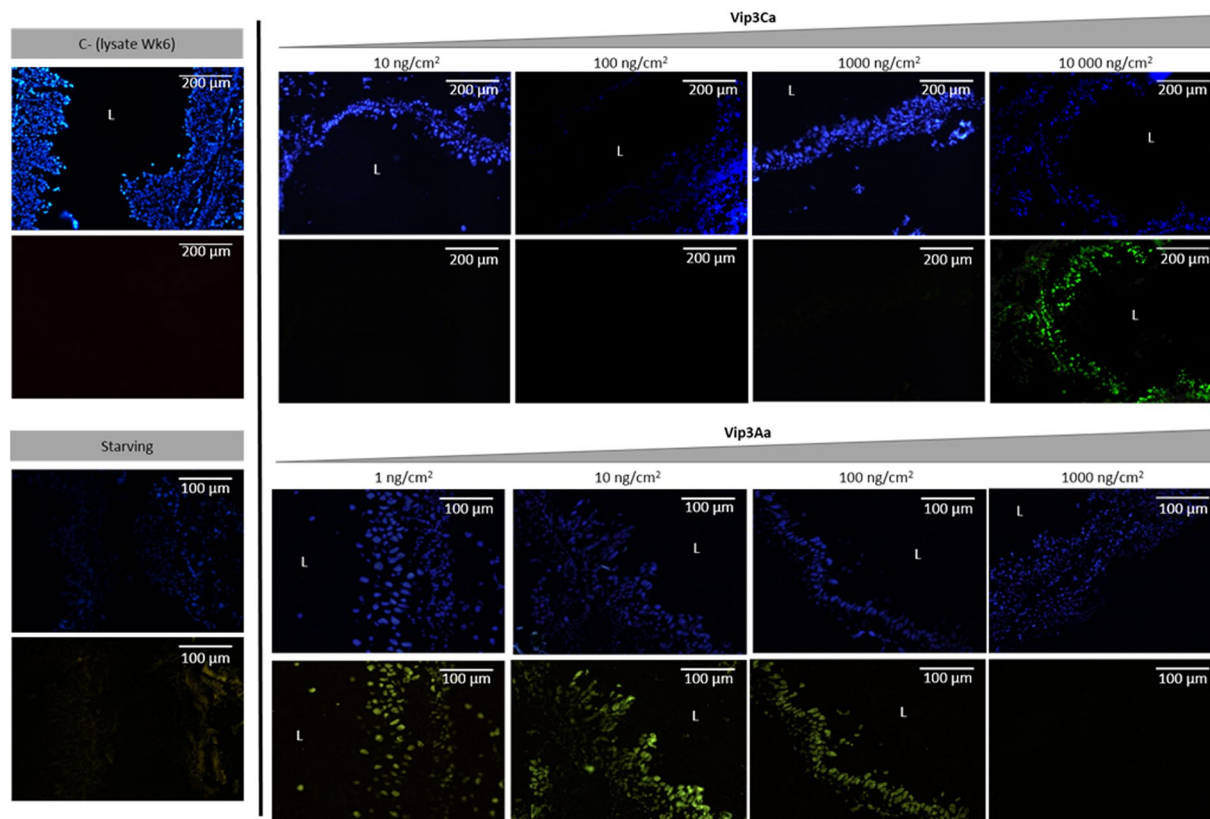 Vip3Ca
C- (lysate Wk6)
10 ng/cm²
100 ng/cm²
1000 ng/cm²
10 000 ng/cm²
200 µm
200 µm
200 µm
200 µm
200 µm
L
L
L
L
L
200 µm
200 µm
200 µm
200 µm
200 µm
L
Starving
Vip3Aa
1 ng/cm²
10 ng/cm²
100 ng/cm²
1000 ng/cm²
100 µm
100 µm
100 µm
100 µm
100 µm
L
L
L
L
100 µm
100 µm
100 µm
100 µm
100 µm
L
L
L